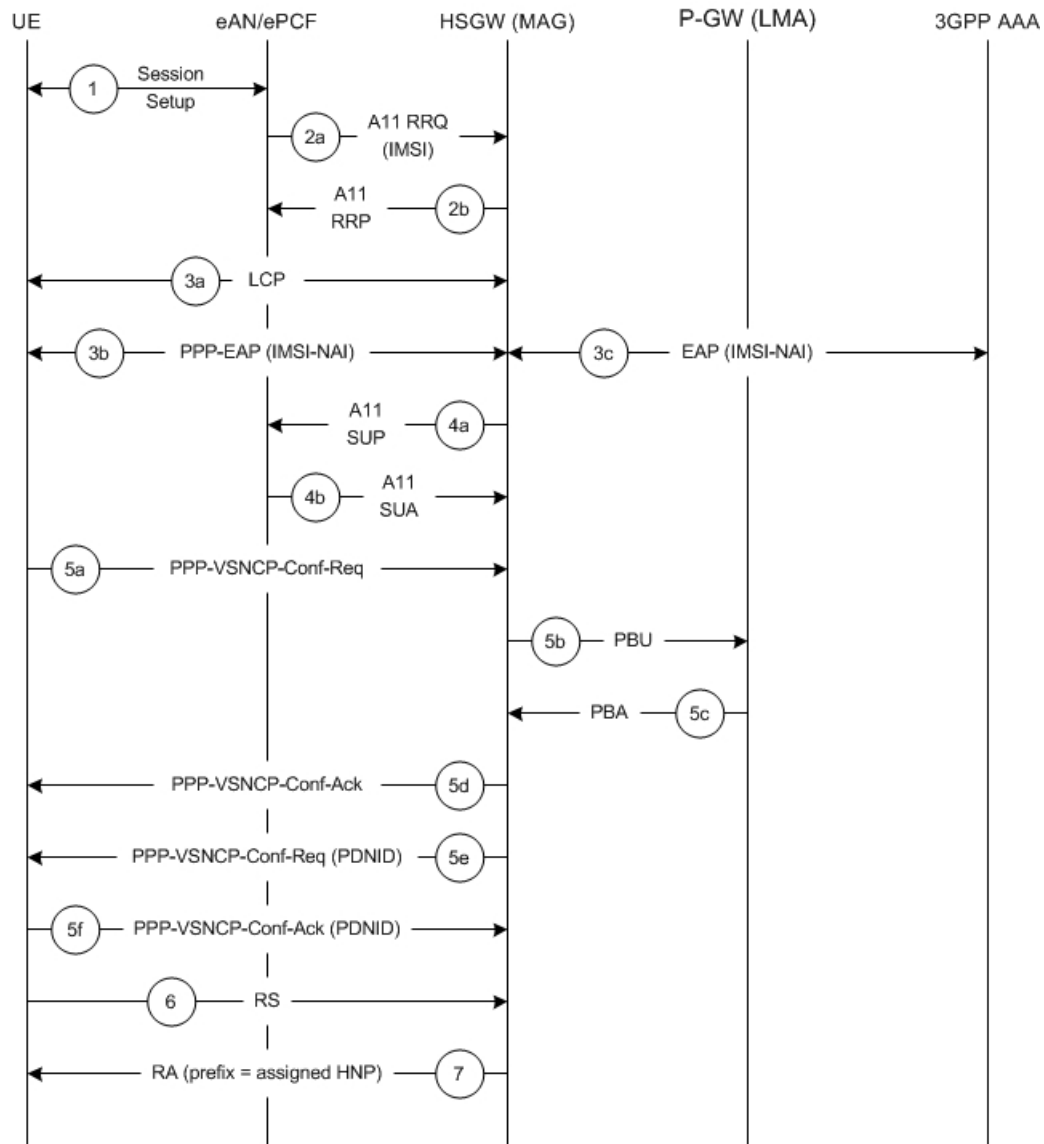 UE
eAN/ePCF
HSGW (MAG)
P-GW (LMA)
3GPP AAA
1
Session
Setup
2a
A11 RRQ
(IMSI)
A11
RRP
2b
3a
LCP
3b
PPP-EAP (IMSI-NAI)
3c
EAP (IMSI-NAI)
A11
SUP
4a
4b
A11
SUA
5a
PPP-VSNCP-Conf-Req
5b
PBU
PBA
5c
PPP-VSNCP-Conf-Ack
5d
PPP-VSNCP-Conf-Req (PDNID)
5e
5f
PPP-VSNCP-Conf-Ack (PDNID)
6
RS
RA (prefix = assigned HNP)
7